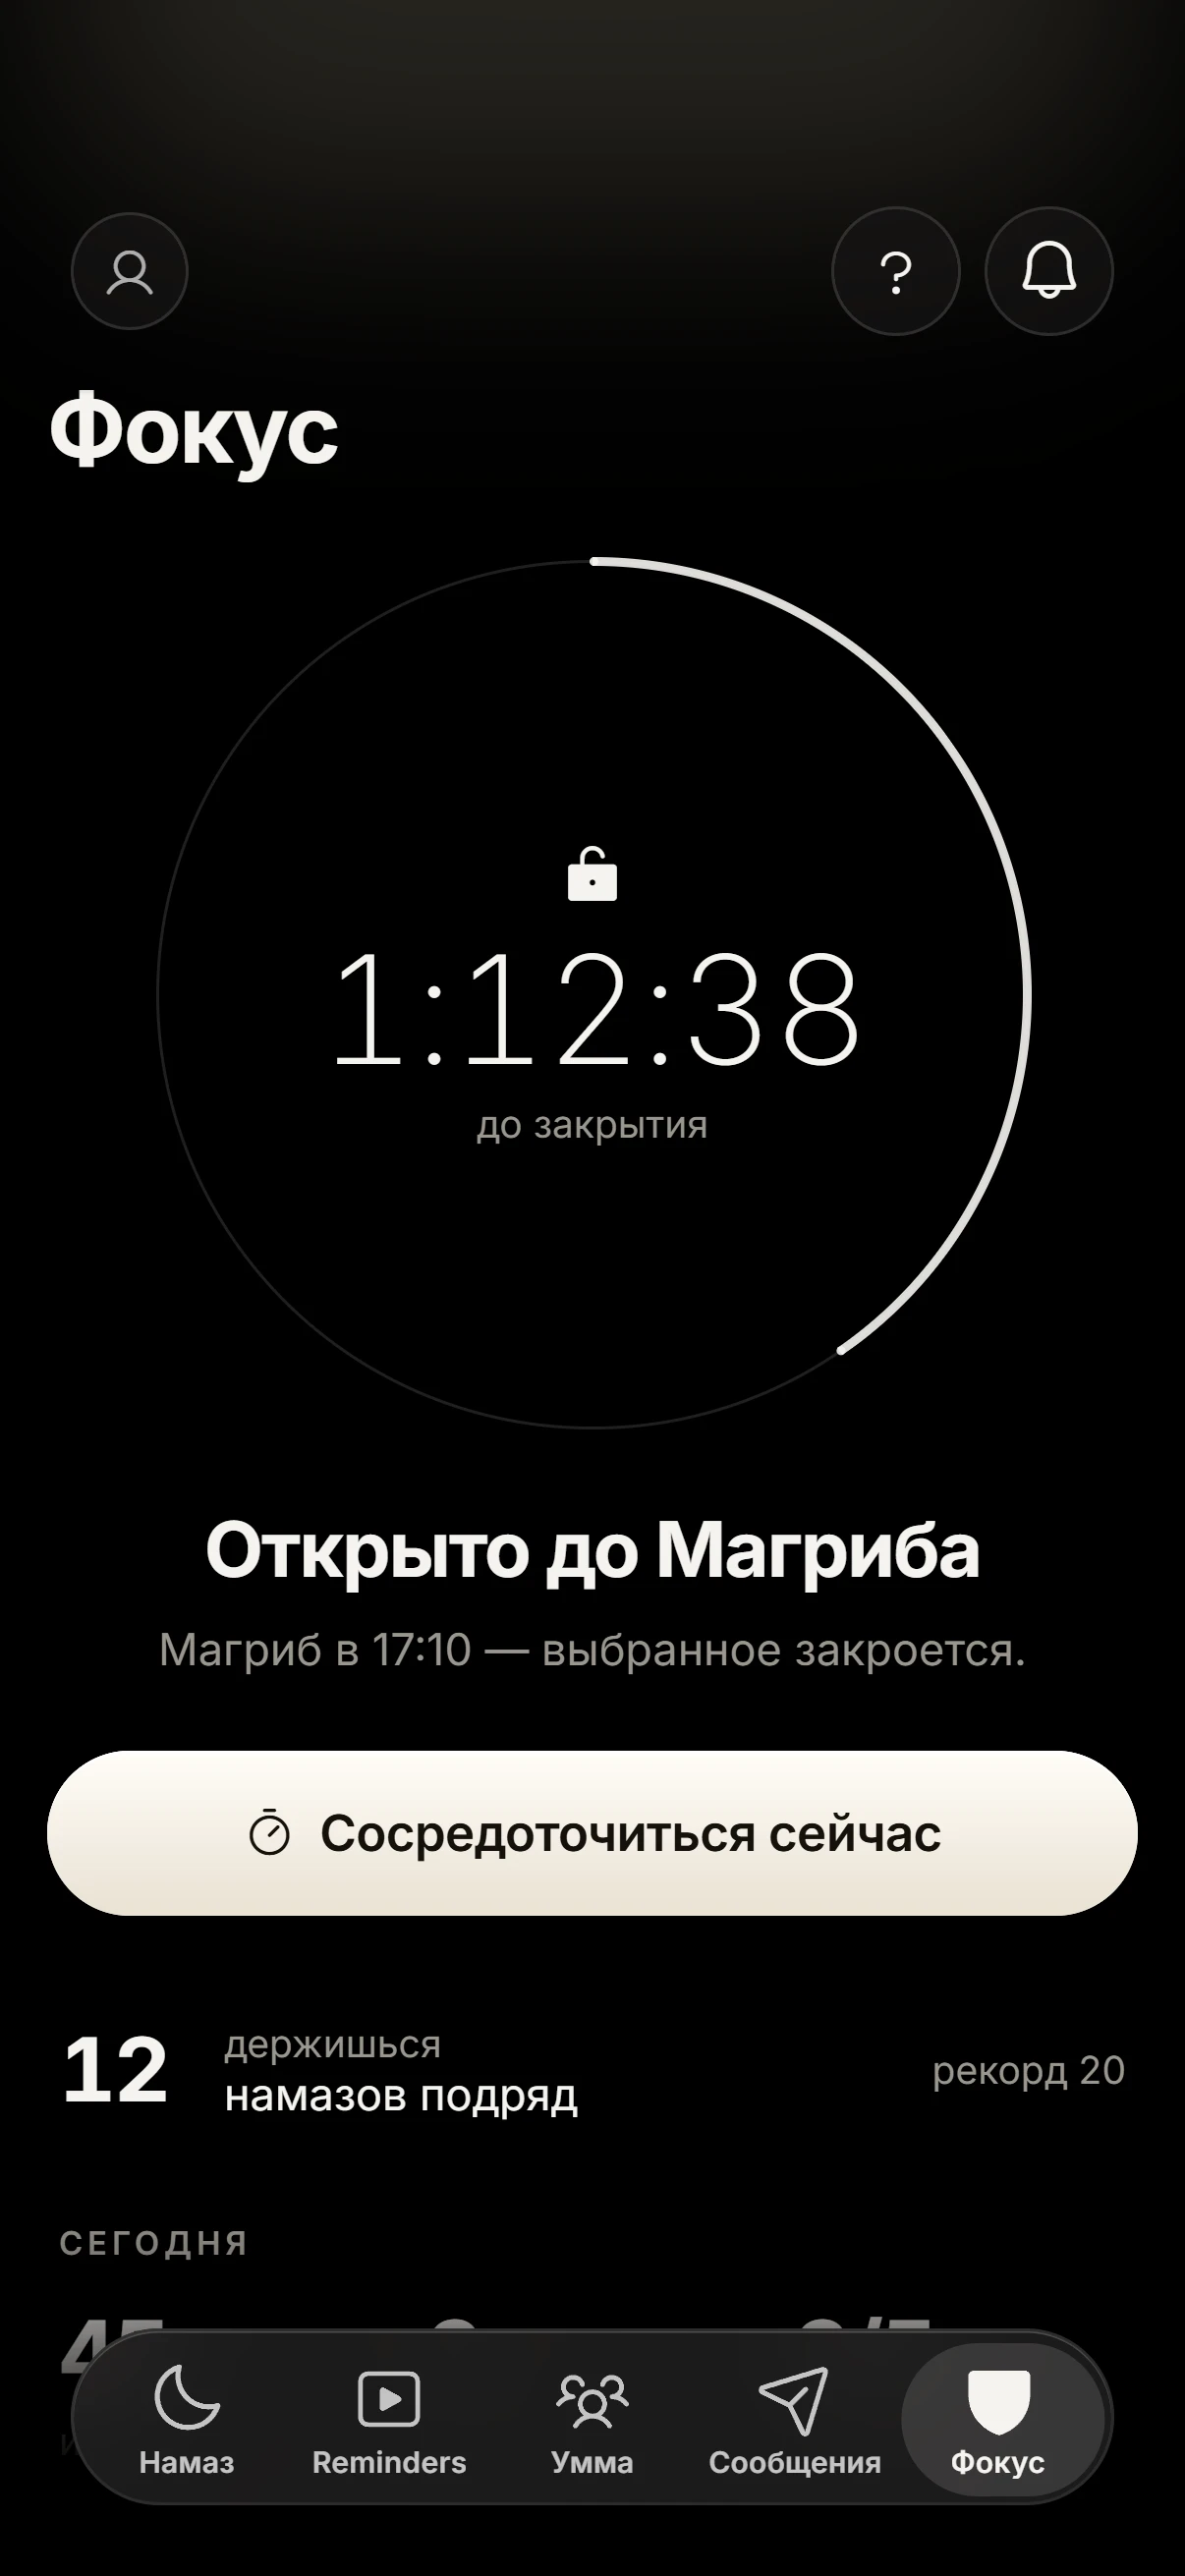 ?
Фокус
1:12:38
до закрытия
Открыто до Магриба
Магриб в 17:10 — выбранное закроется.
Сосредоточиться сейчас
12
держишься
намазов подряд
рекорд 20
СЕГОДНЯ
Намаз
Reminders
Умма
Сообщения
Фокус